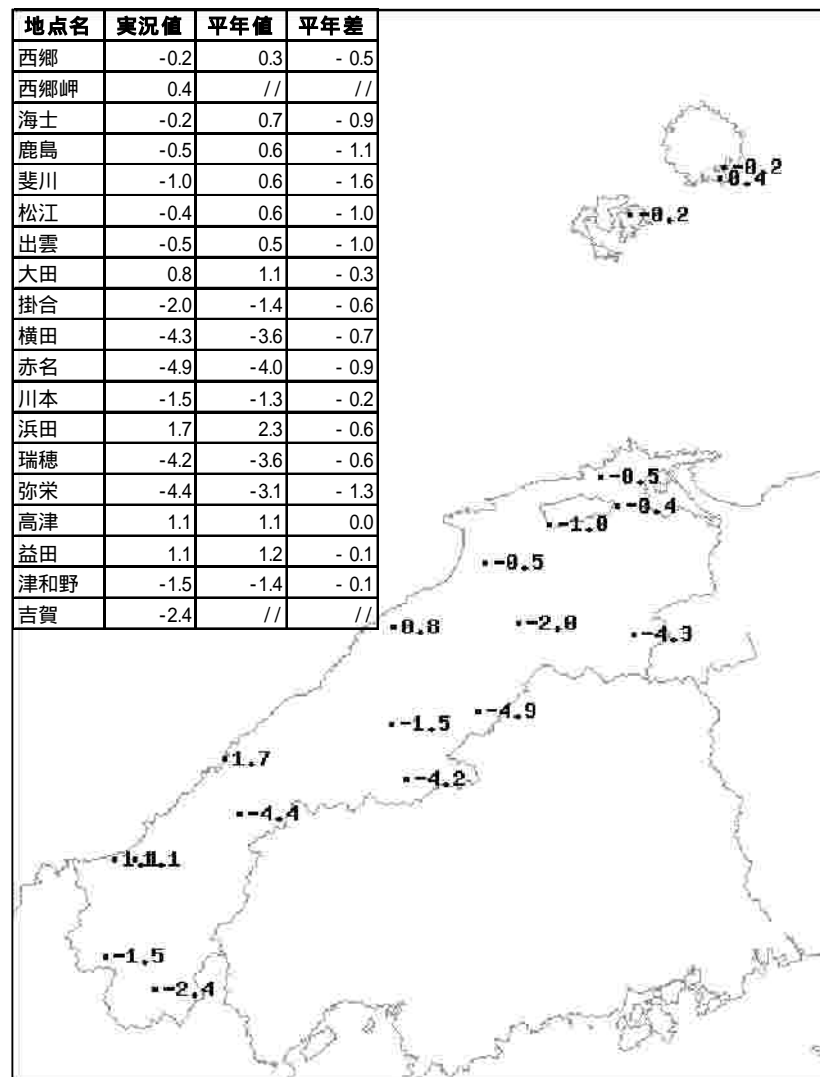 地点名 実況値 平年値 平年差
西郷 -0.2 0.3 - 0.5
西郷岬 0.4 // //
海士 -0.2 0.7 - 0.9
鹿島 -0.5 0.6 - 1.1
斐川 -1.0 0.6 - 1.6
松江 -0.4 0.6 - 1.0
出雲 -0.5 0.5 - 1.0
大田 0.8 1.1 - 0.3
掛合 -2.0 -1.4 - 0.6
横田 -4.3 -3.6 - 0.7
赤名 -4.9 -4.0 - 0.9
川本 -1.5 -1.3 - 0.2
浜田 1.7 2.3 - 0.6
瑞穂 -4.2 -3.6 - 0.6
弥栄 -4.4 -3.1 - 1.3
高津 1.1 1.1 0.0
益田 1.1 1.2 - 0.1
津和野 -1.5 -1.4 - 0.1
吉賀 -2.4 // //
-0.2
0.4
-0.2
-0.5
-0.4
-1.0
-0.5
0.8
-2.0
-4.3
-4.9
-1.5
1.7
-4.2
-4.4
1.1
1.1
-1.5
-2.4